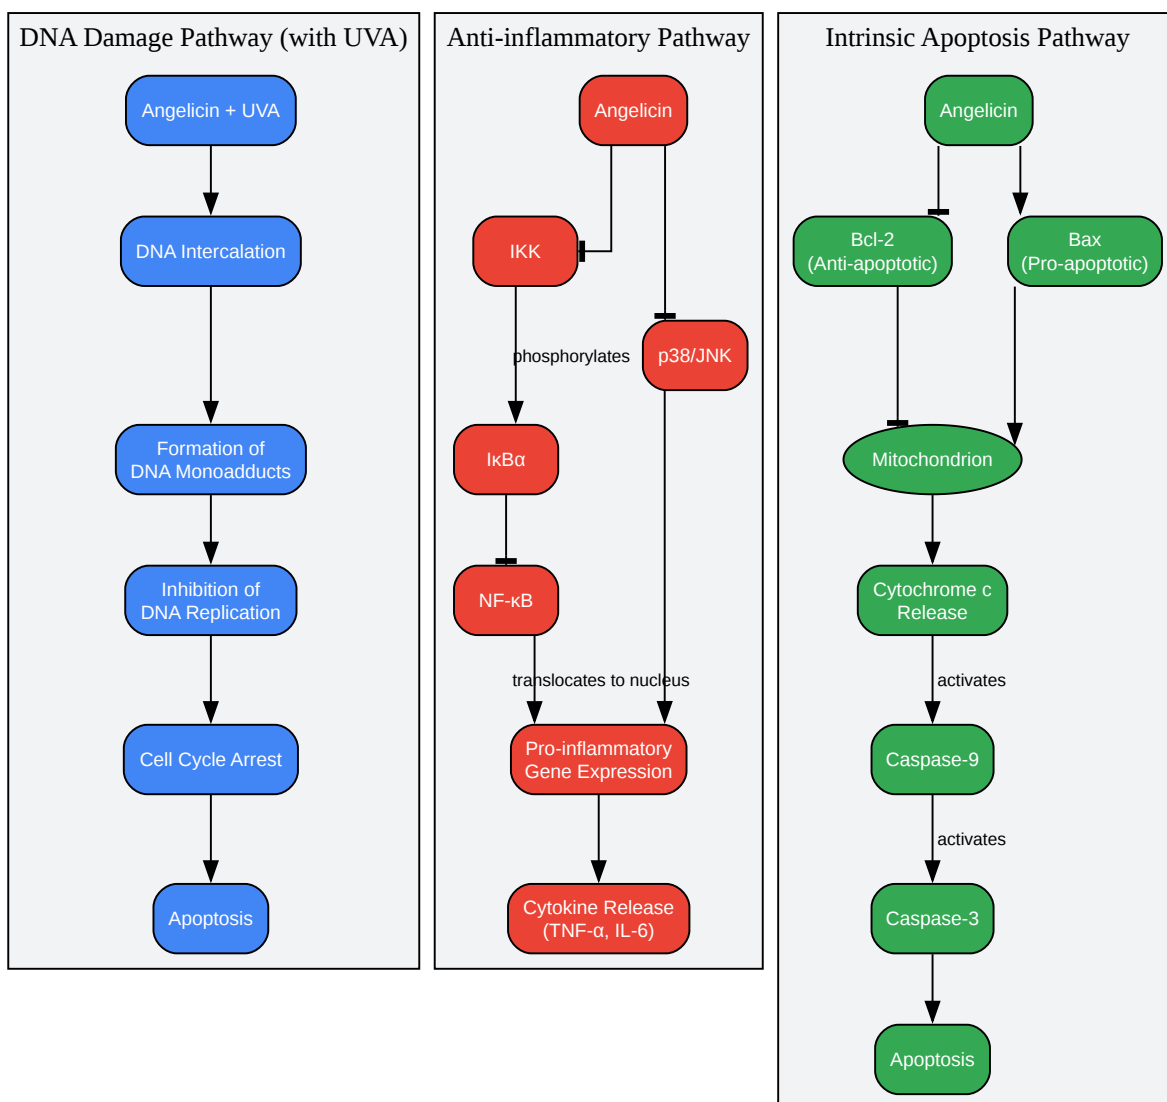 DNA Damage Pathway (with UVA)
Angelicin + UVA
DNA Intercalation
Formation of
DNA Monoadducts
Inhibition of
DNA Replication
Cell Cycle Arrest
Apoptosis
Anti-inflammatory Pathway
Angelicin
IKK
phosphorylates
p38/JNK
IκBα
NF-κB
translocates to nucleus
Pro-inflammatory
Gene Expression
Cytokine Release
(TNF-α, IL-6)
Intrinsic Apoptosis Pathway
Angelicin
Bcl-2
(Anti-apoptotic)
Bax
(Pro-apoptotic)
Mitochondrion
Cytochrome c
Release
activates
Caspase-9
activates
Caspase-3
Apoptosis